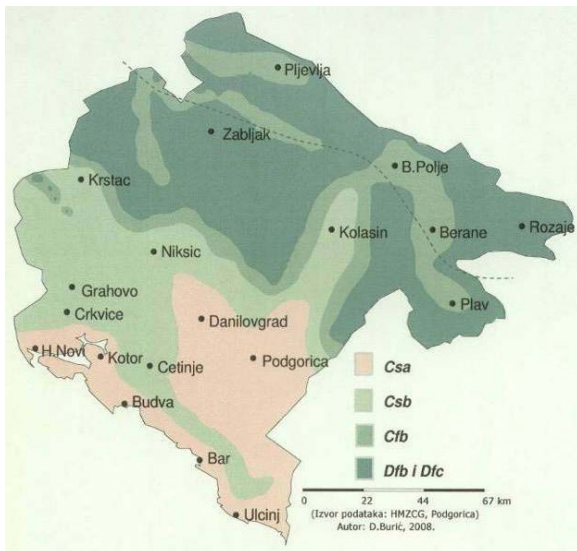 Pljevlja
Zabljak
B.Polje
Krstac
Kolasin
Berane
Rozaje
Niksic
Grahovo
Plav
Crkvice
Danilovgrad
H.Novi
Kotor
Cetinje
Podgorica
Csa
Budva
Csb
Cfb
Bar
Dfb i Dfc
0 22 44 67 km
(Izvor podataka: HMZCG, Podgorica)
Ulcinj
Autor: D.Burić, 2008.